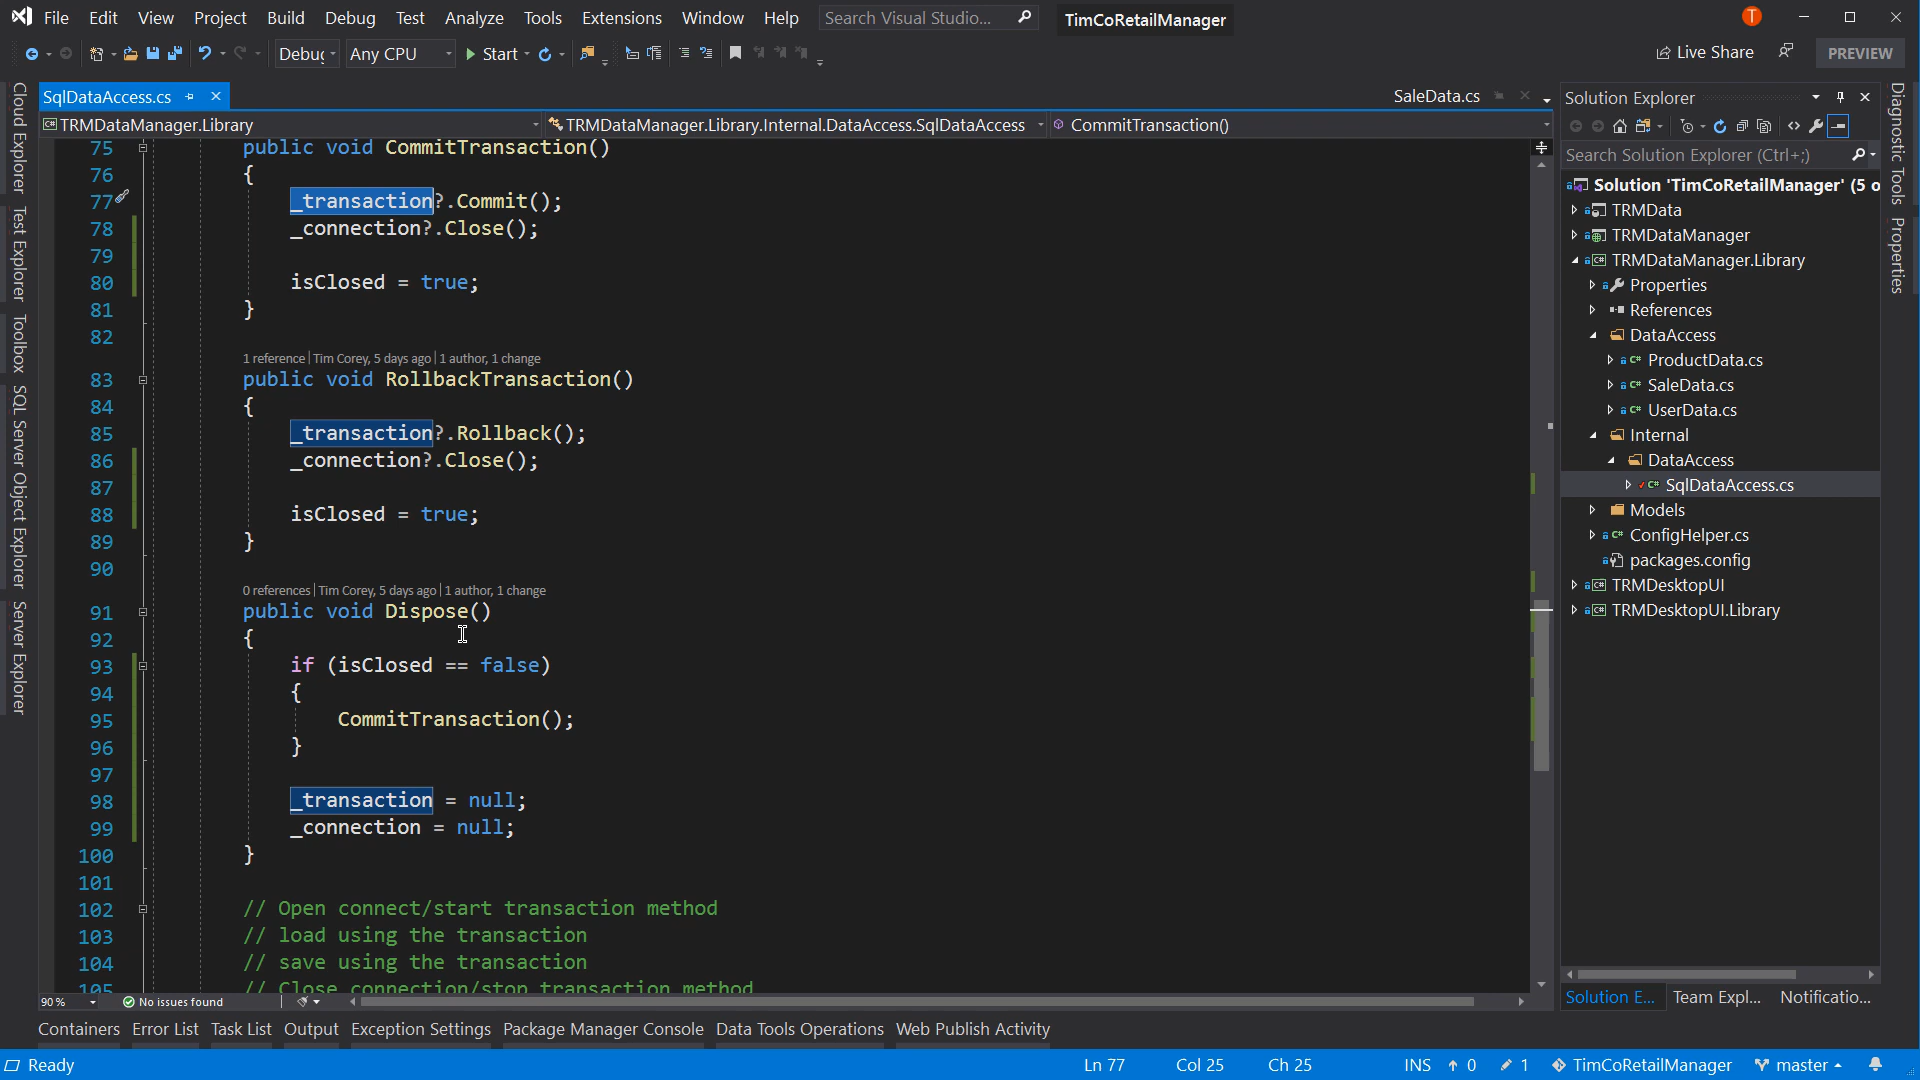 File Edit View Project Build Debug Test Analyze Tools Extensions Window Help Search Visual Studio... TimCoRetailManager T
Debug Any CPU Start Live Share PREVIEW
SqlDataAccess.cs SaleData.cs
TRMDataManager.Library TRMDataManager.Library.Internal.DataAccess.SqlDataAccess CommitTransaction()
75 public void CommitTransaction()
76 {
77 _transaction?.Commit();
78 _connection?.Close();
79
80 isClosed = true;
81 }
82
1 reference | Tim Corey, 5 days ago | 1 author, 1 change
83 public void RollbackTransaction()
84 {
85 _transaction?.Rollback();
86 _connection?.Close();
87
88 isClosed = true;
89 }
90
0 references | Tim Corey, 5 days ago | 1 author, 1 change
91 public void Dispose()
92 {
93 if (isClosed == false)
94 {
95 CommitTransaction();
96 }
97
98 _transaction = null;
99 _connection = null;
100 }
101
102 // Open connect/start transaction method
103 // load using the transaction
104 // save using the transaction
105 // Close connection/stop transaction method
90 % No issues found
Cloud Explorer
Test Explorer
Toolbox
SQL Server Object Explorer
Server Explorer
Solution Explorer
Search Solution Explorer (Ctrl+;)
Solution 'TimCoRetailManager' (5 o
TRMData
TRMDataManager
TRMDataManager.Library
Properties
References
DataAccess
ProductData.cs
SaleData.cs
UserData.cs
Internal
DataAccess
SqlDataAccess.cs
Models
ConfigHelper.cs
packages.config
TRMDesktopUI
TRMDesktopUI.Library
Solution E... Team Expl... Notificatio...
Diagnostic Tools
Properties
Containers Error List Task List Output Exception Settings Package Manager Console Data Tools Operations Web Publish Activity
Ready Ln 77 Col 25 Ch 25 INS 0 1 TimCoRetailManager master